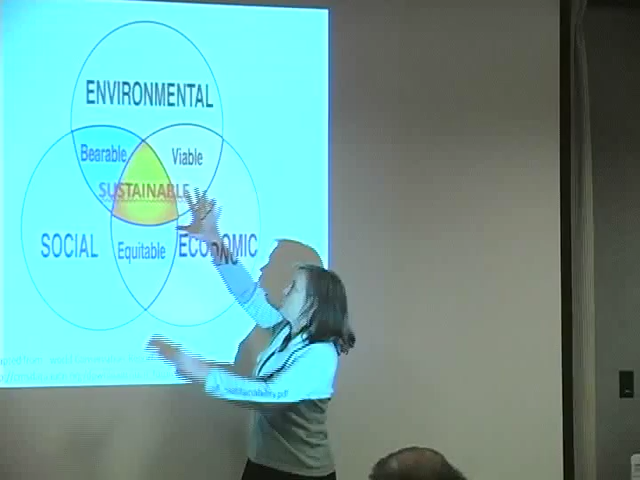 ENVIRONMENTAL
Bearable
Viable
SUSTAINABLE
SOCIAL
Equitable
ECONOMIC